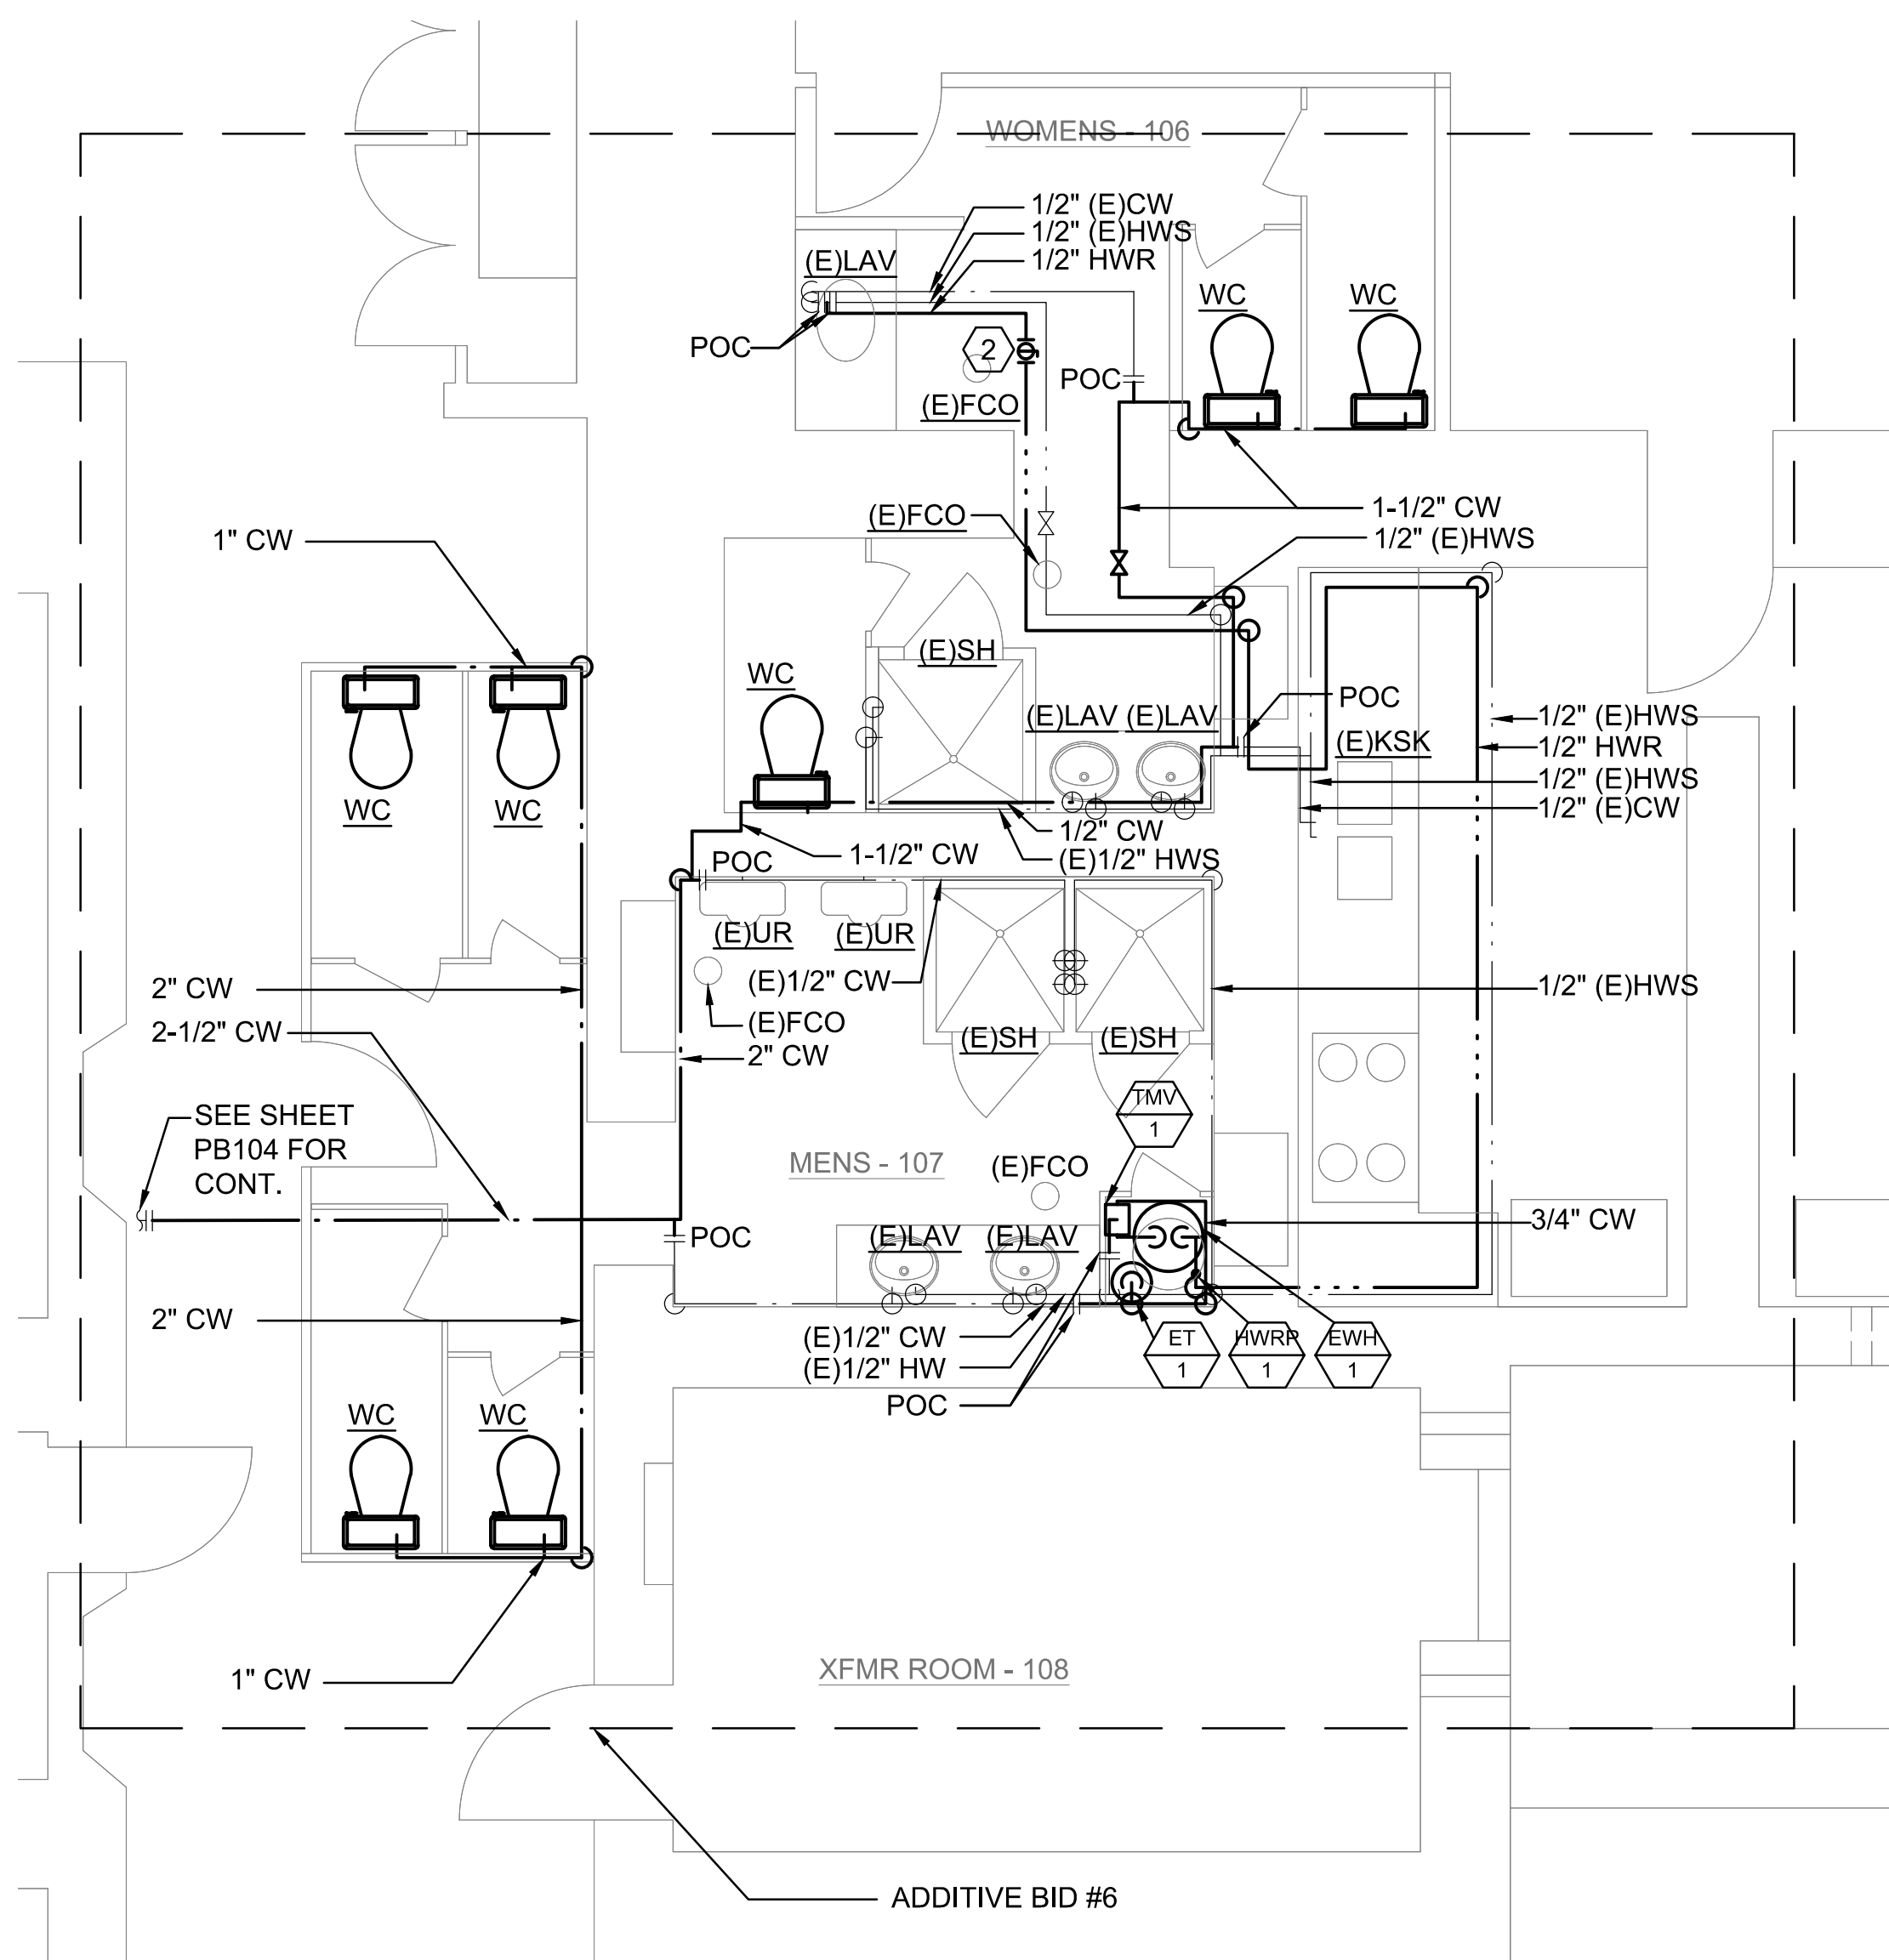 WOMENS - 106
1/2" (E)CW
1/2" (E)HWS
1/2" HWR
(E)LAV
WC
WC
POC
2
POC
(E)FCO
(E)FCO
1-1/2" CW
1/2" (E)HWS
1" CW
(E)SH
WC
POC
(E)LAV
(E)LAV
(E)KSK
1/2" (E)HWS
1/2" HWR
1/2" (E)HWS
1/2" (E)CW
WC
WC
1/2" CW
(E)1/2" HWS
1-1/2" CW
POC
(E)UR
(E)UR
(E)1/2" CW
(E)FCO
2" CW
2" CW
2-1/2" CW
1/2" (E)HWS
(E)SH
(E)SH
TMV
1
SEE SHEET
PB104 FOR
CONT.
MENS - 107
(E)FCO
POC
(E)LAV
(E)LAV
3/4" CW
2" CW
(E)1/2" CW
(E)1/2" HW
POC
ET
1
HWRP
1
EWH
1
WC
WC
1" CW
XFMR ROOM - 108
ADDITIVE BID #6